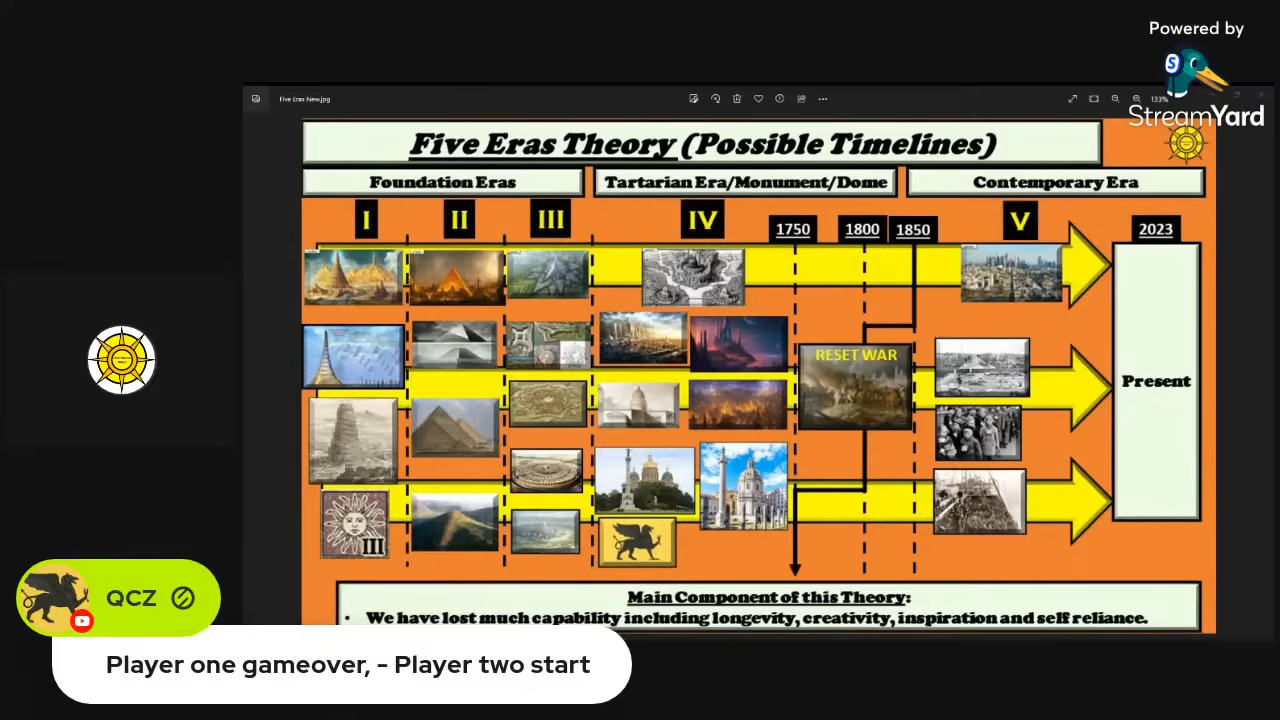 Powered by
S
StreamYard
Five Eras New.jpg
133%
Five Eras Theory (Possible Timelines)
Foundation Eras
Tartarian Era/Monument/Dome
Contemporary Era
I
II
III
IV
1750
1800
1850
V
2023
RESET WAR
Present
III
Main Component of this Theory:
· We have lost much capability including longevity, creativity, inspiration and self reliance.
QCZ
Player one gameover, - Player two start